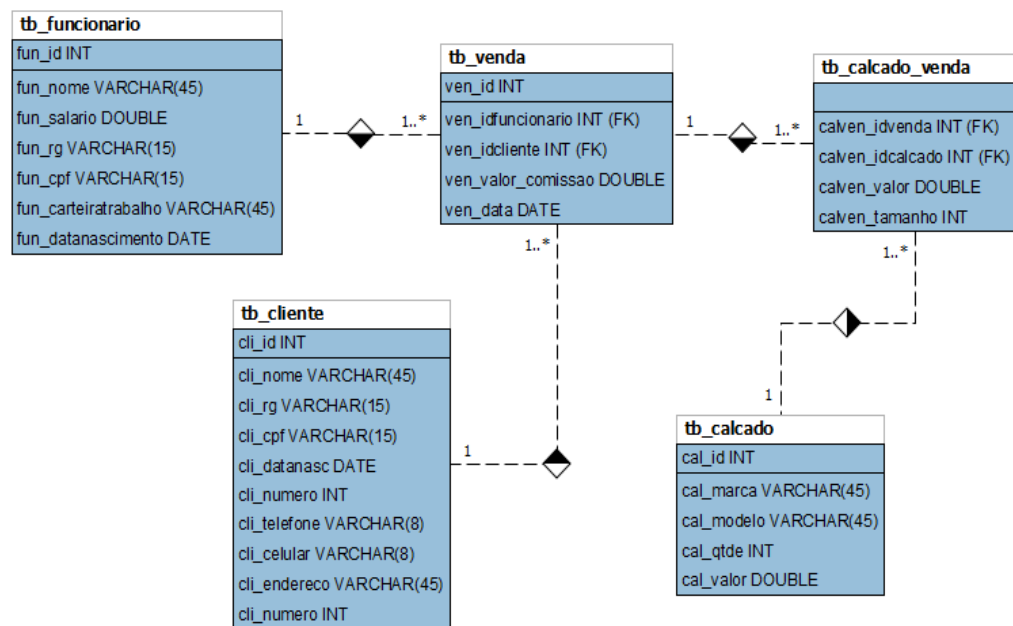 tb_funcionario
fun_id INT
fun_nome VARCHAR(45)
fun_salario DOUBLE
fun_rg VARCHAR(15)
fun_cpf VARCHAR(15)
fun_carteiratrabalho VARCHAR(45)
fun_datanascimento DATE
1
1..*
tb_venda
ven_id INT
ven_idfuncionario INT (FK)
ven_idcliente INT (FK)
ven_valor_comissao DOUBLE
ven_data DATE
1
1..*
tb_calcado_venda
calven_idvenda INT (FK)
calven_idcalcado INT (FK)
calven_valor DOUBLE
calven_tamanho INT
1..*
1..*
tb_cliente
cli_id INT
cli_nome VARCHAR(45)
cli_rg VARCHAR(15)
cli_cpf VARCHAR(15)
cli_datanasc DATE
cli_numero INT
cli_telefone VARCHAR(8)
cli_celular VARCHAR(8)
cli_endereco VARCHAR(45)
cli_numero INT
1
1
tb_calcado
cal_id INT
cal_marca VARCHAR(45)
cal_modelo VARCHAR(45)
cal_qtde INT
cal_valor DOUBLE